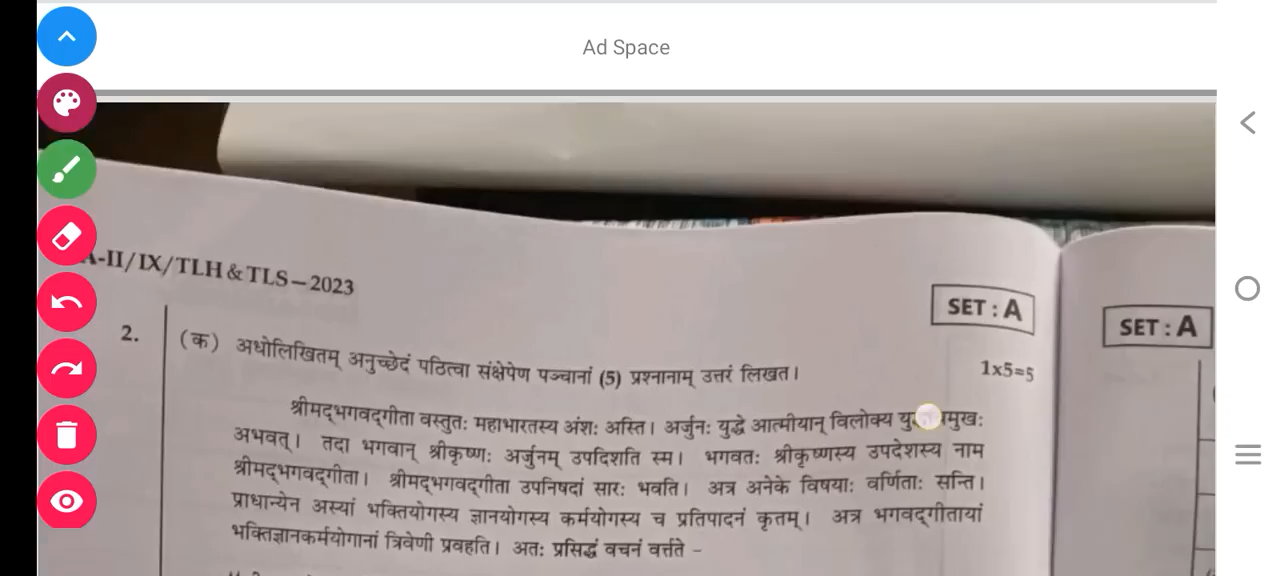 Ad Space
A-II/IX/TLH & TLS – 2023
SET : A
SET : A
2. (क) अधोलिखितम् अनुच्छेदं पठित्वा संक्षेपेण पञ्चानां (5) प्रश्नानाम् उत्तरं लिखत। 1x5=5
श्रीमद्भगवद्गीता वस्तुतः महाभारतस्य अंशः अस्ति। अर्जुनः युद्धे आत्मीयान् विलोक्य
अभवत्। तदा भगवान् श्रीकृष्णः अर्जुनम् उपदिशति स्म। भगवतः श्रीकृष्णस्य उपदेशस्य नाम
श्रीमद्भगवद्गीता। श्रीमद्भगवद्गीता उपनिषदां सारः भवति। अत्र अनेके विषयाः वर्णिताः सन्ति।
प्राधान्येन अस्यां भक्तियोगस्य ज्ञानयोगस्य कर्मयोगस्य च प्रतिपादनं कृतम्। अत्र भगवद्गीतायां
भक्तिज्ञानकर्मयोगानां त्रिवेणी प्रवहति। अतः प्रसिद्धं वचनं वर्त्तते –